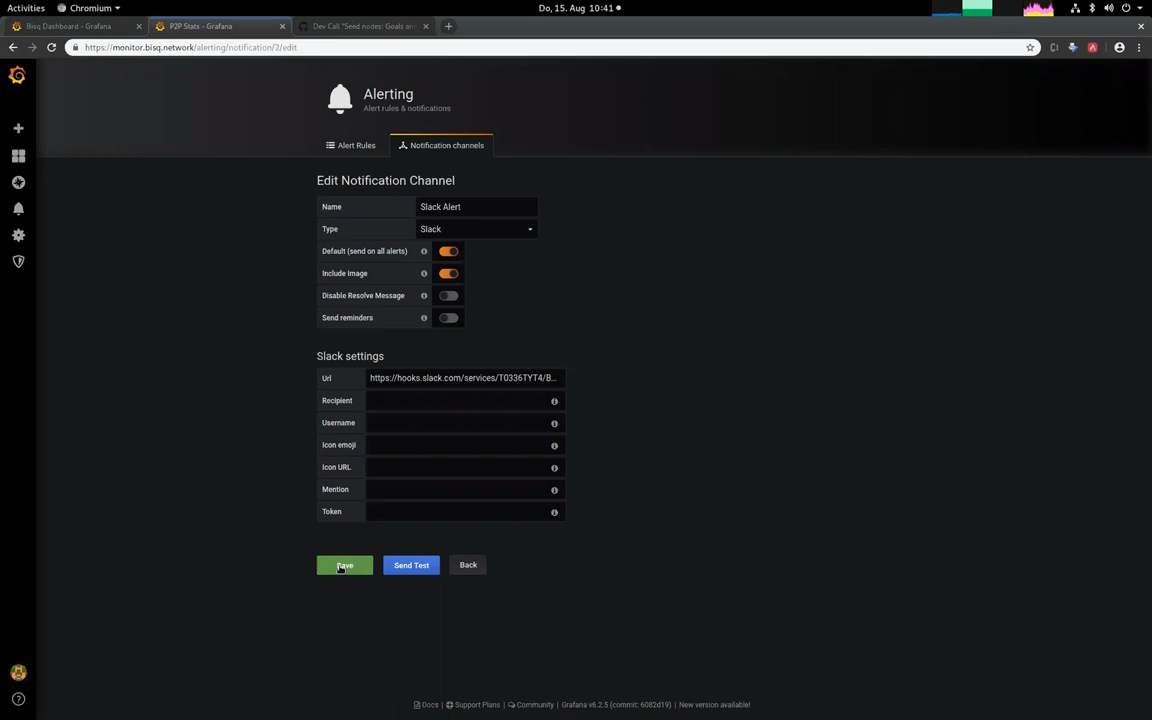 Activities
Chromium
Do, 15. Aug 10:41
Bisq Dashboard - Grafana
P2P Stats - Grafana
Dev Call "Seed nodes: Goals an
https://monitor.bisq.network/alerting/notification/2/edit
Alerting
Alert rules & notifications
Alert Rules
Notification channels
Edit Notification Channel
Name
Slack Alert
Type
Slack
Default (send on all alerts)
Include Image
Disable Resolve Message
Send reminders
Slack settings
Url
https://hooks.slack.com/services/T0336TYT4/B...
Recipient
Username
Icon emoji
Icon URL
Mention
Token
Save
Send Test
Back
Docs | Support Plans | Community | Grafana v6.2.5 (commit: 6082d19) | New version available!